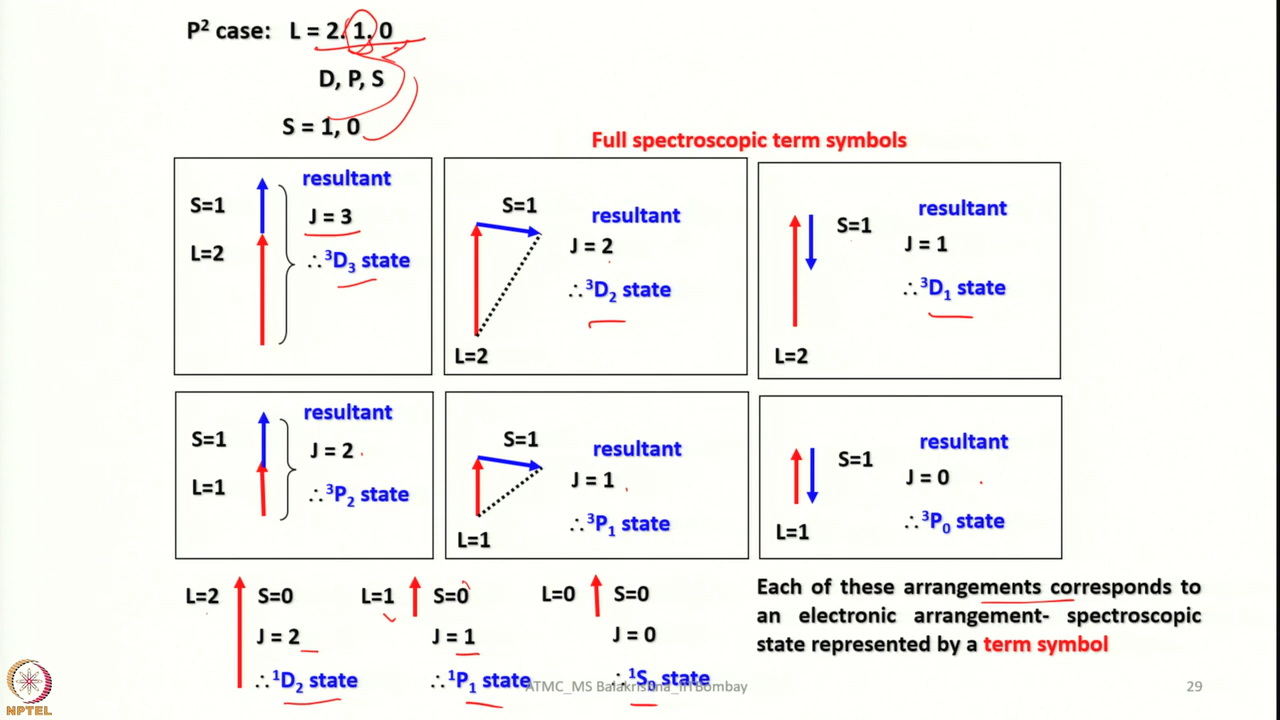 P² case: L = 2. 1. 0
D, P, S
S = 1, 0
Full spectroscopic term symbols
S=1
L=2
resultant
J = 3
∴³D₃ state
S=1
resultant
J = 2
∴³D₂ state
L=2
S=1
resultant
J = 1
∴³D₁ state
L=2
S=1
L=1
resultant
J = 2
∴³P₂ state
S=1
resultant
J = 1
∴³P₁ state
L=1
S=1
resultant
J = 0
∴³P₀ state
L=1
L=2 S=0
J = 2
∴¹D₂ state
L=1 S=0
J = 1
∴¹P₁ state
L=0 S=0
J = 0
∴¹S₀ state
Each of these arrangements corresponds to
an electronic arrangement- spectroscopic
state represented by a term symbol
NPTEL
29